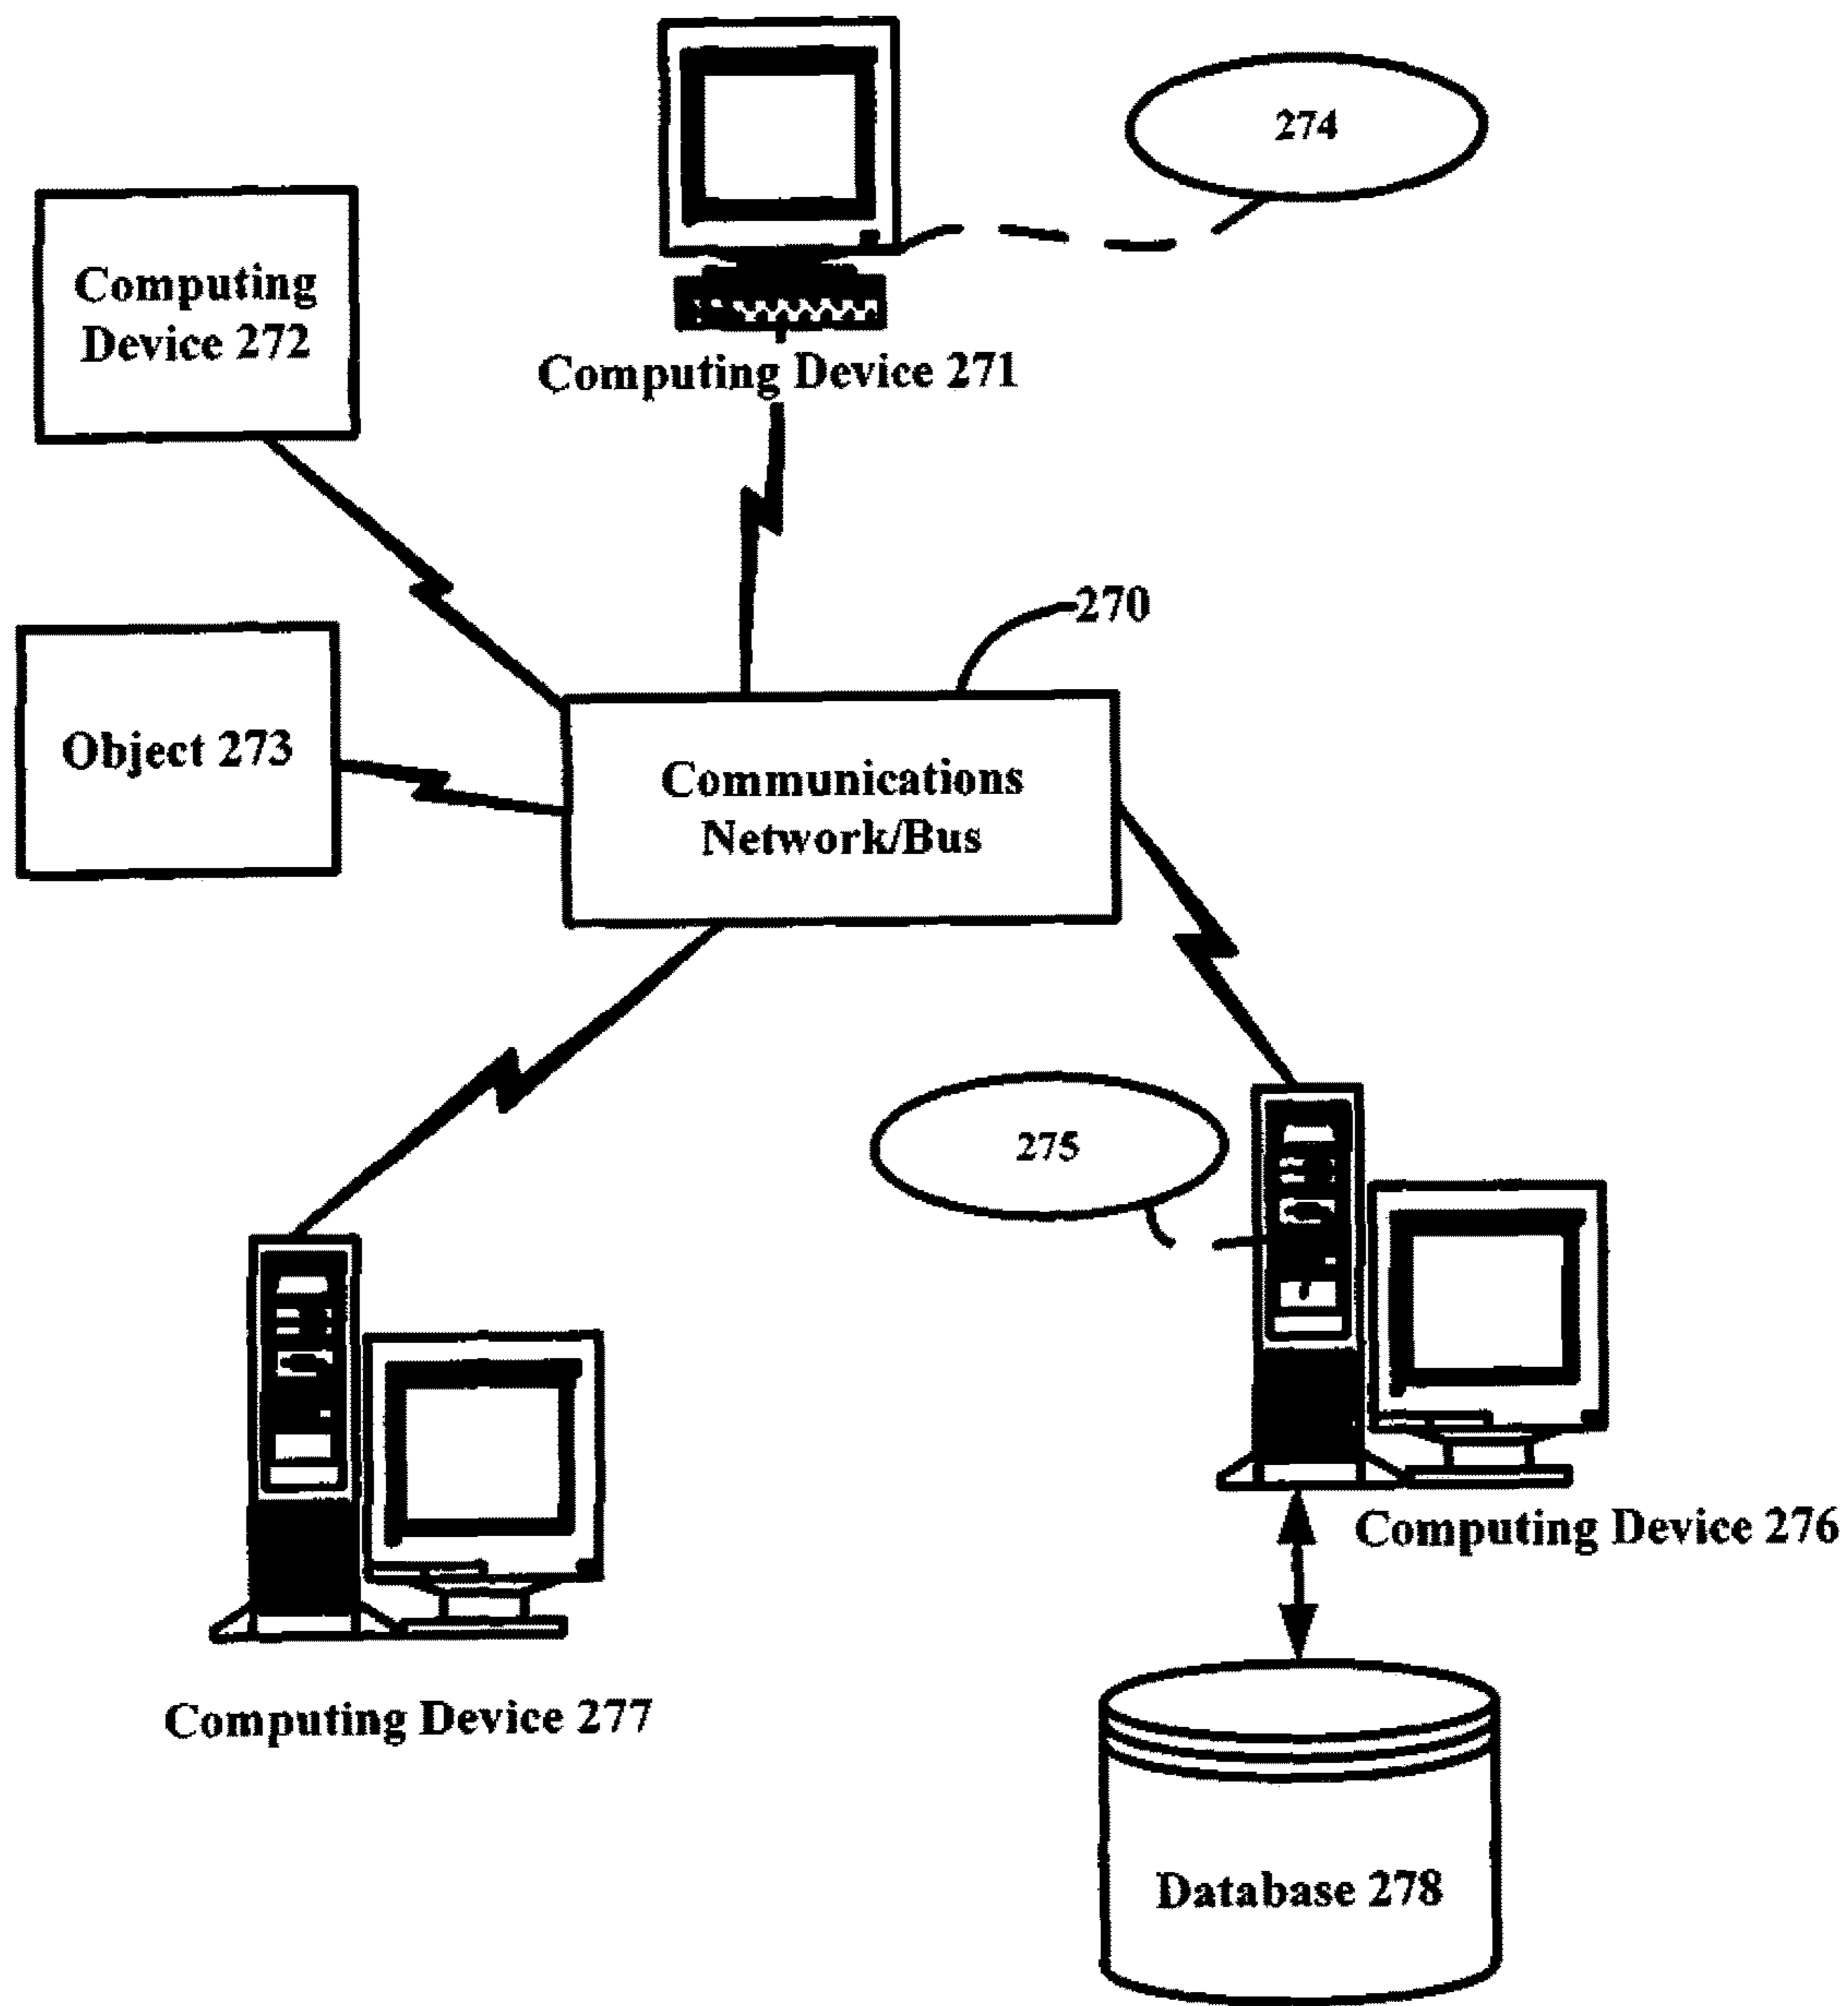 274
Computing
Device 272
Computing Device 271
270
Object 273
Communications
Network/Bus
275
Computing Device 276
Computing Device 277
Database 278